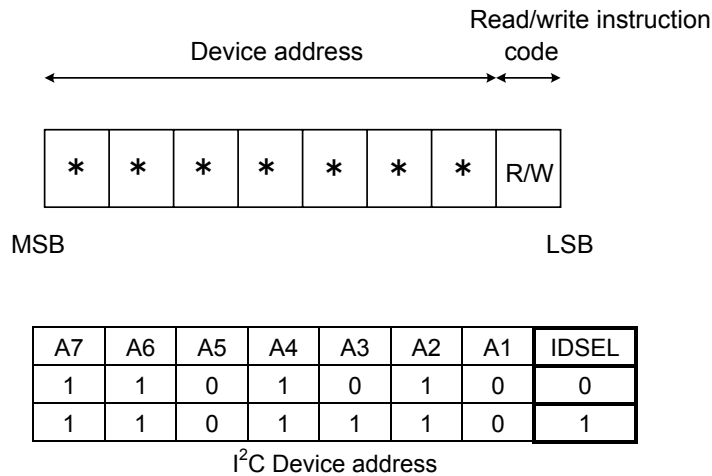 Read/write instruction
Device address code
* * * * * * * R/W
MSB LSB
A7 A6 A5 A4 A3 A2 A1 IDSEL
1 1 0 1 0 1 0 0
1 1 0 1 1 1 0 1
I²C Device address